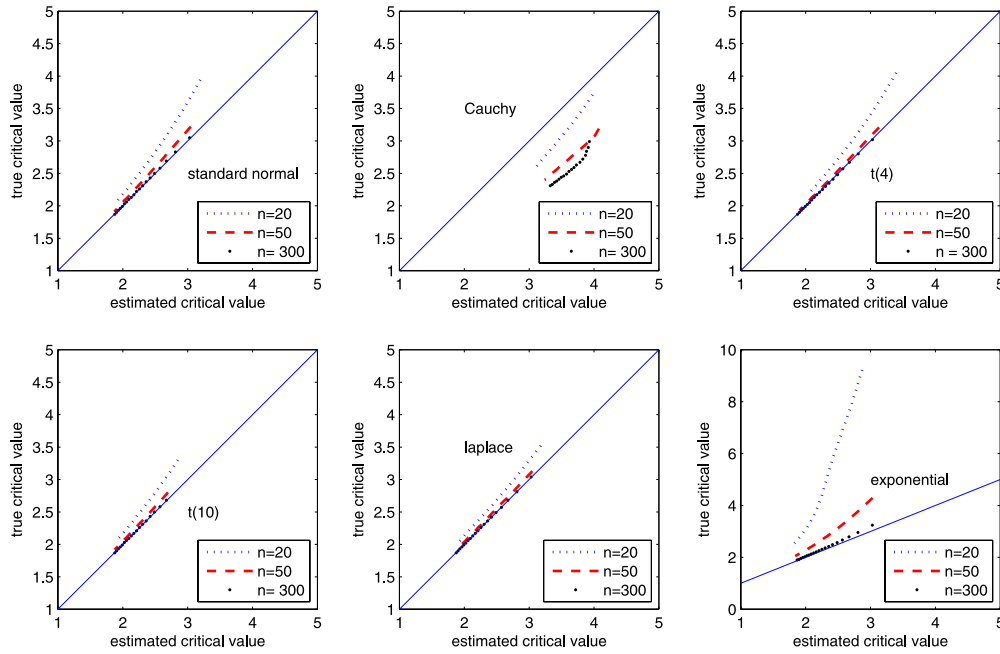 5
4.5
4
3.5
3
2.5
2
1.5
1
true critical value
standard normal
n=20
n=50
n= 300
1 2 3 4 5
estimated critical value
5
4.5
4
3.5
3
2.5
2
1.5
1
true critical value
Cauchy
n=20
n=50
n= 300
1 2 3 4 5
estimated critical value
5
4.5
4
3.5
3
2.5
2
1.5
1
true critical value
t(4)
n=20
n=50
n = 300
1 2 3 4 5
estimated critical value
5
4.5
4
3.5
3
2.5
2
1.5
1
true critical value
t(10)
n=20
n=50
n= 300
1 2 3 4 5
estimated critical value
5
4.5
4
3.5
3
2.5
2
1.5
1
true critical value
laplace
n=20
n=50
n=300
1 2 3 4 5
estimated critical value
10
8
6
4
2
0
true critical value
exponential
n=20
n=50
n=300
1 2 3 4 5
estimated critical value